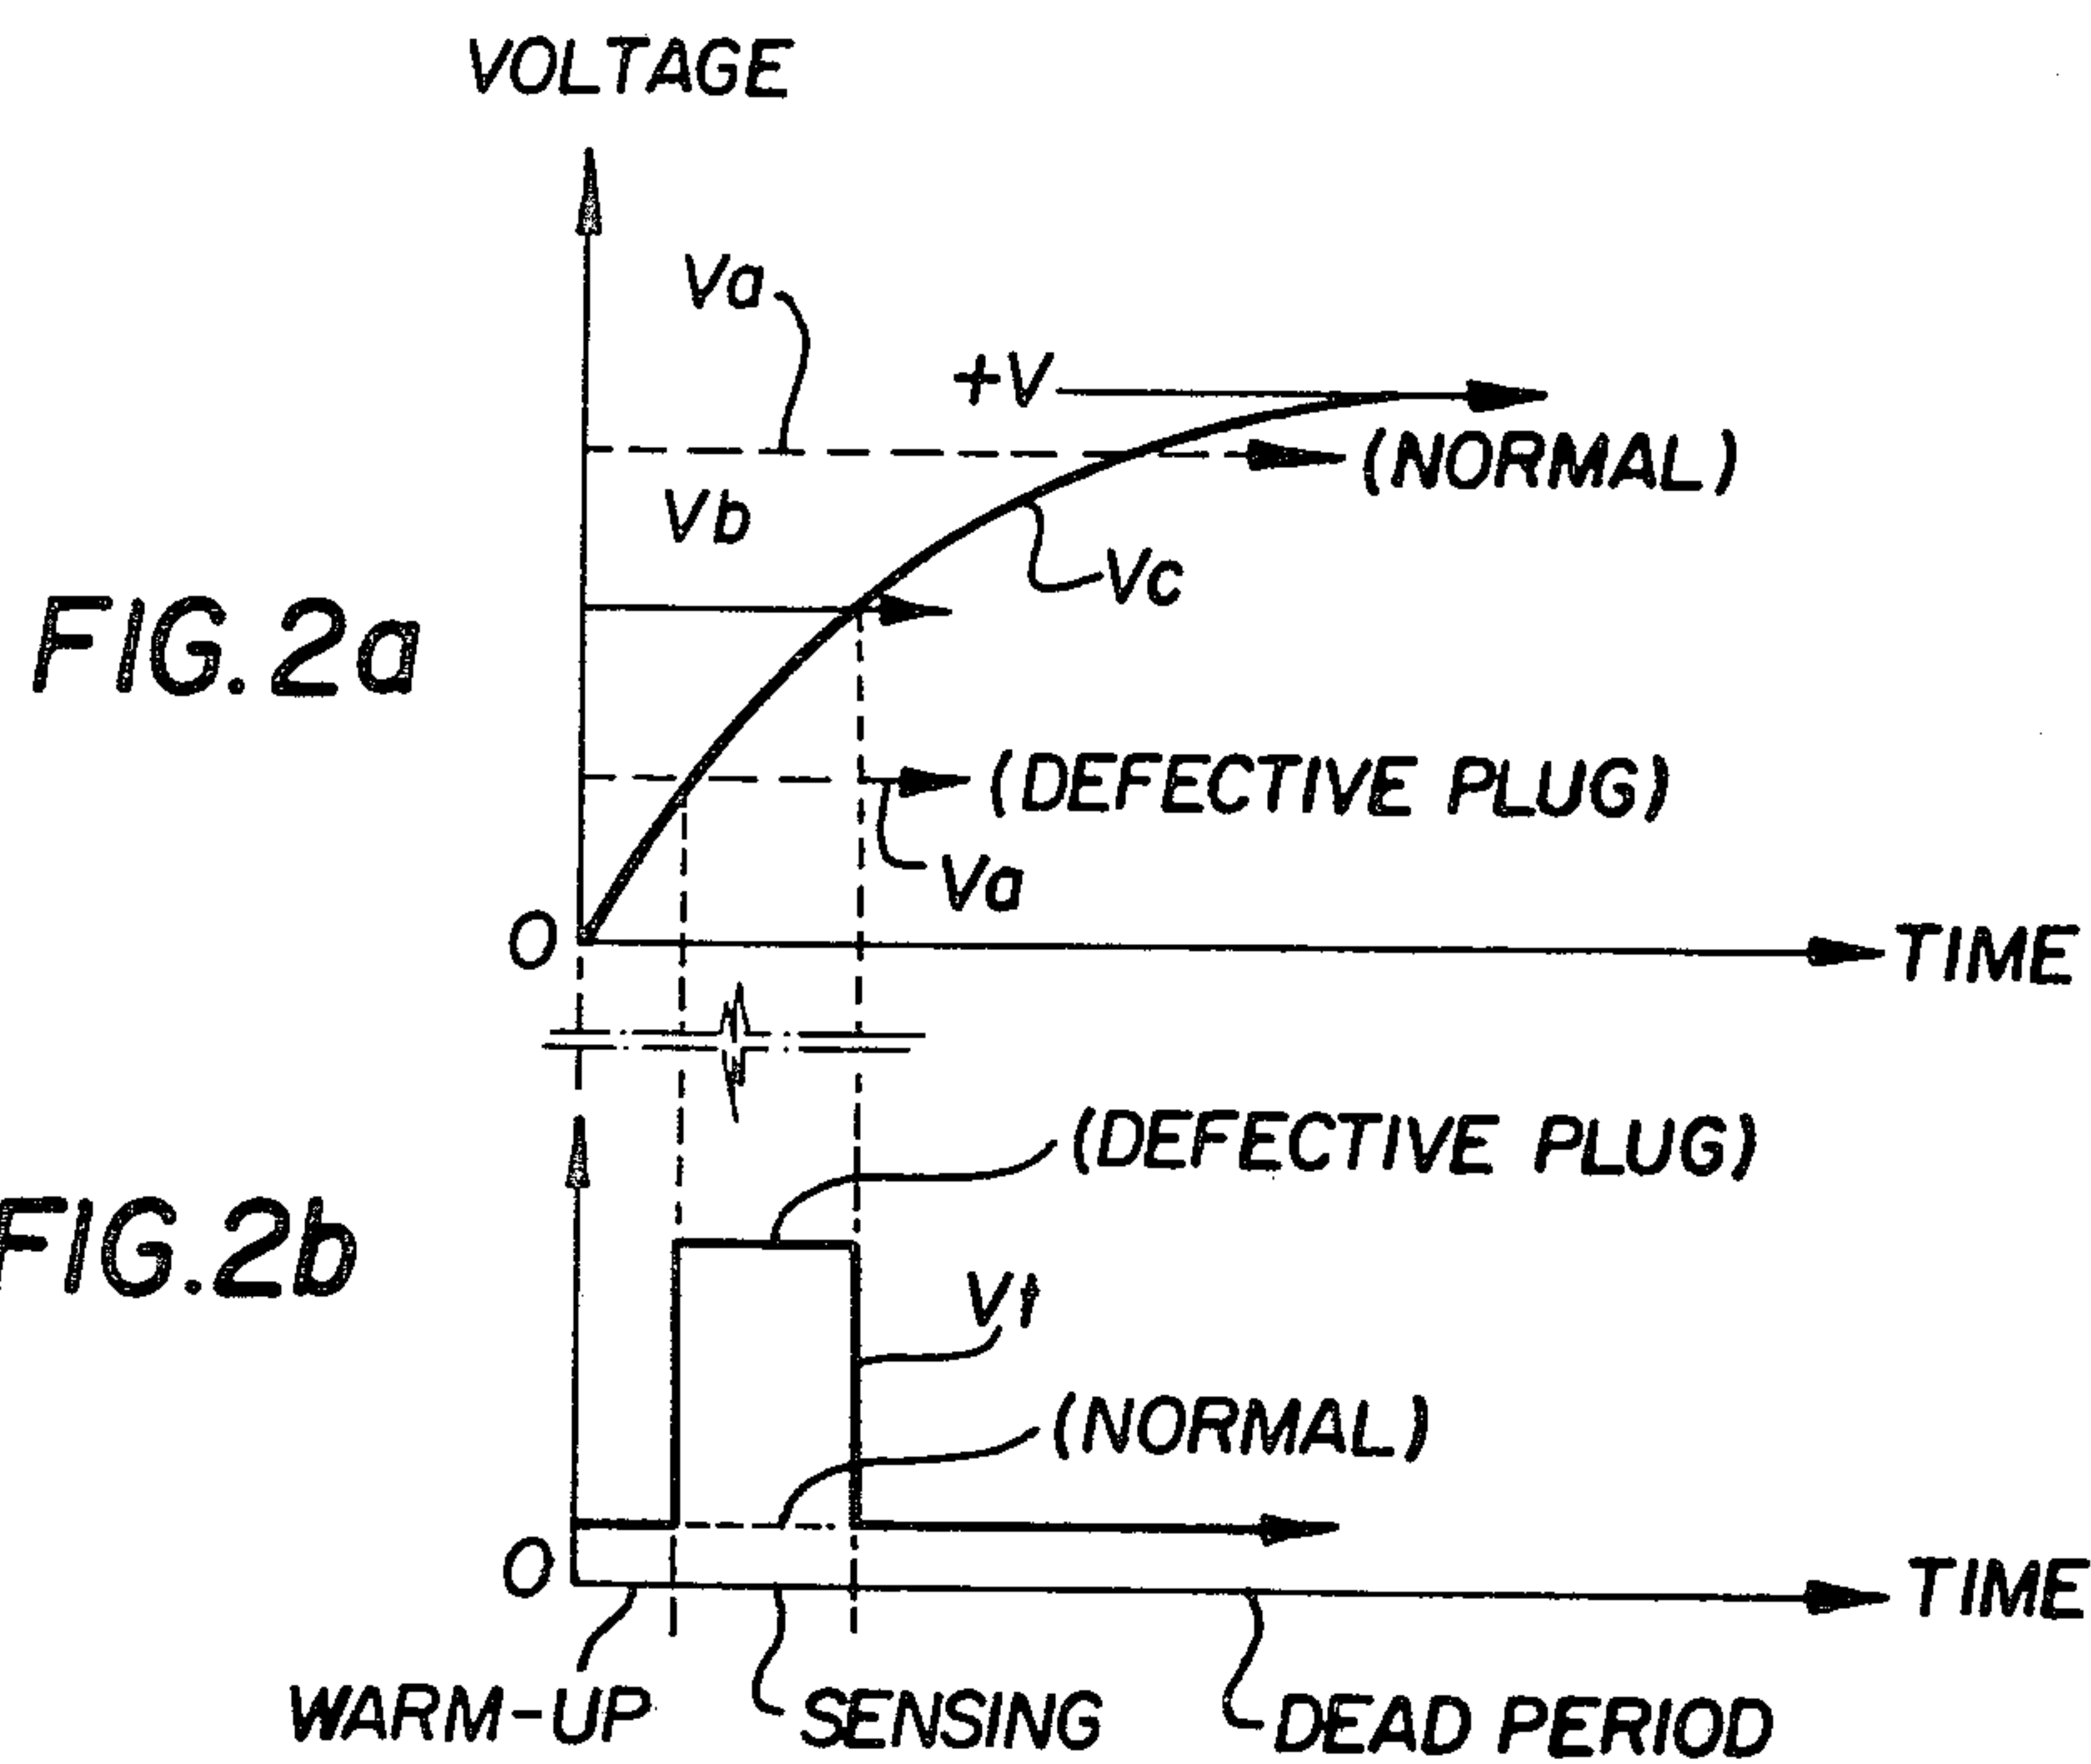 VOLTAGE
Va
+V
(NORMAL)
Vb
Vc
FIG. 2a
(DEFECTIVE PLUG)
Va
O
TIME
(DEFECTIVE PLUG)
FIG. 2b
V1
(NORMAL)
O
TIME
WARM-UP
SENSING
DEAD PERIOD